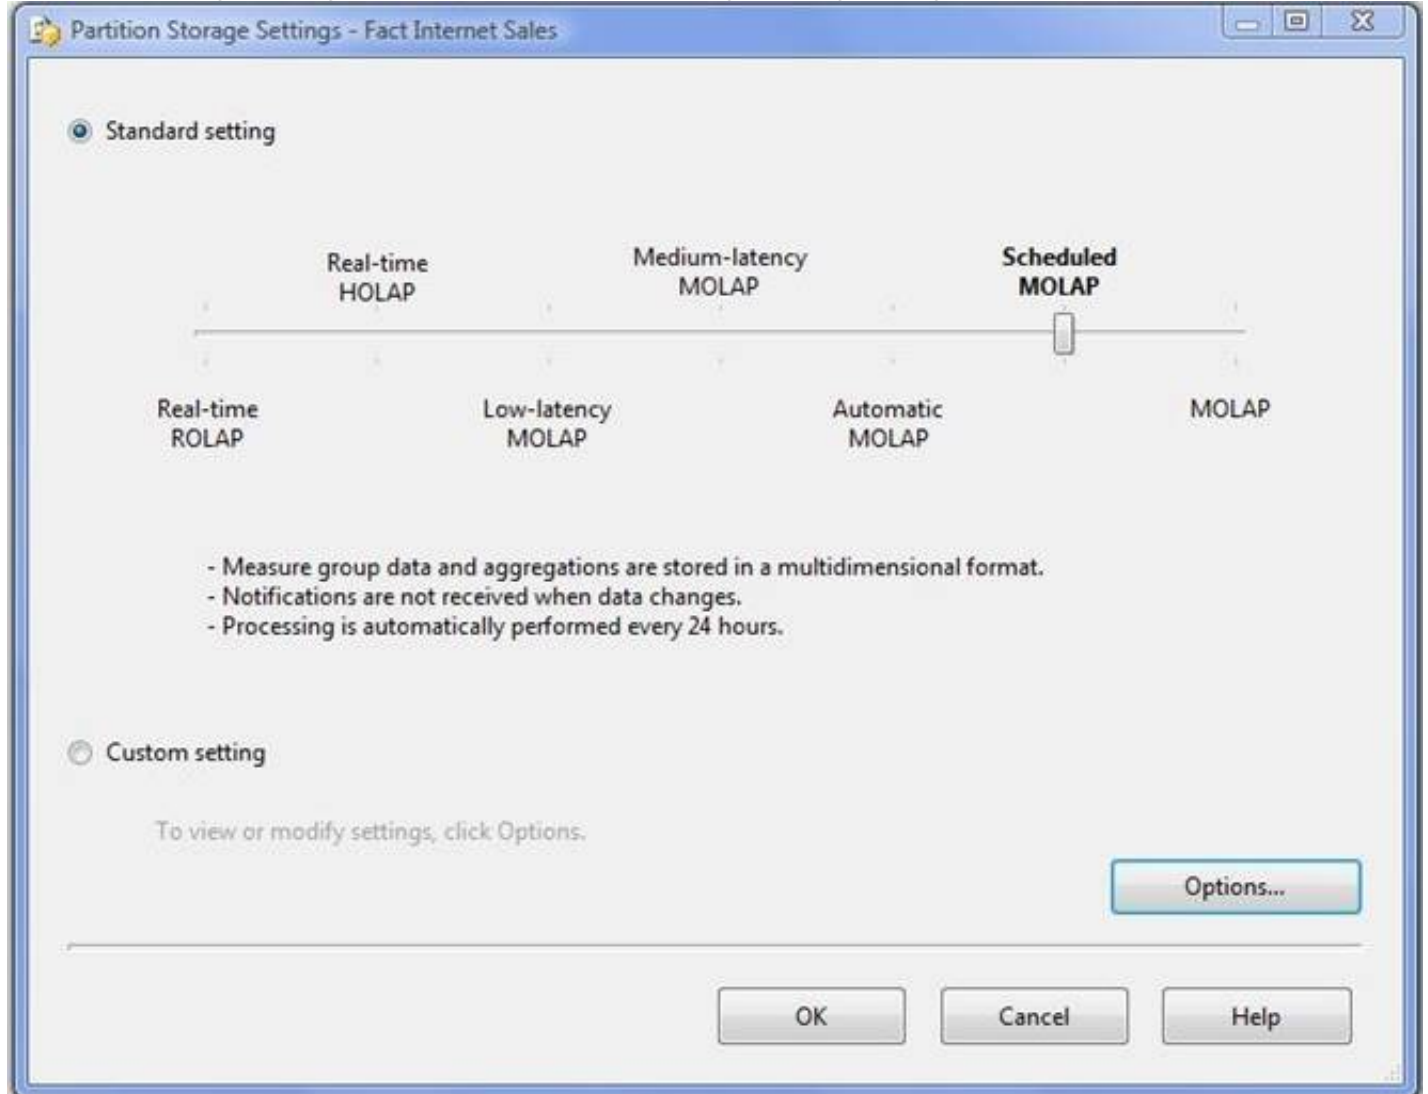 Partition Storage Settings - Fact Internet Sales
Standard setting
Real-time
HOLAP
Medium-latency
MOLAP
Scheduled
MOLAP
Real-time
ROLAP
Low-latency
MOLAP
Automatic
MOLAP
MOLAP
- Measure group data and aggregations are stored in a multidimensional format.
- Notifications are not received when data changes.
- Processing is automatically performed every 24 hours.
Custom setting
To view or modify settings, click Options.
Options...
OK
Cancel
Help